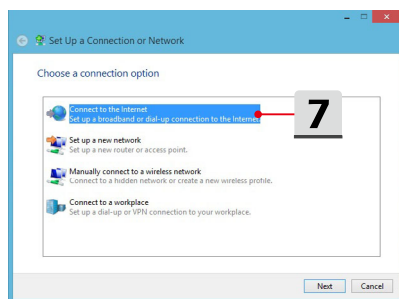 Set Up a Connection or Network
Choose a connection option
Connect to the Internet
Set up a broadband or dial-up connection to the Internet.
7
Set up a new network
Set up a new router or access point.
Manually connect to a wireless network
Connect to a hidden network or create a new wireless profile.
Connect to a workplace
Set up a dial-up or VPN connection to your workplace.
Next
Cancel